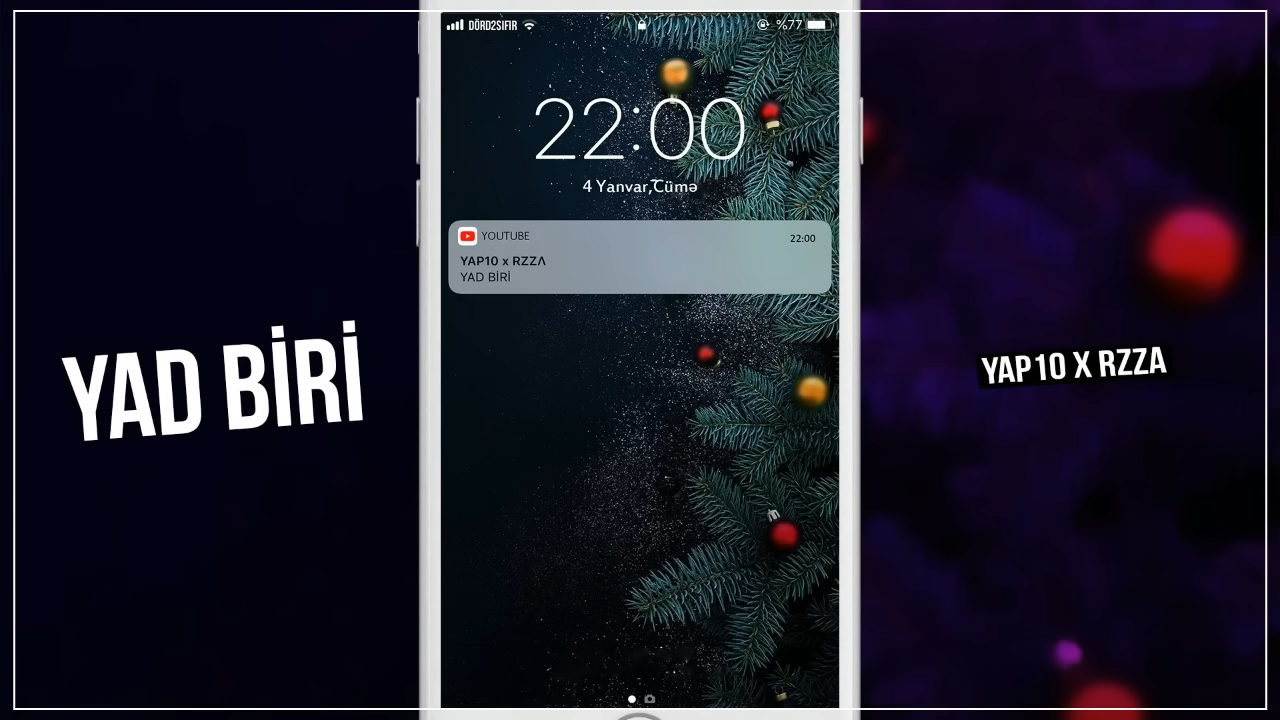 DÖRD2SIFIR
%77
22:00
4 Yanvar,Cümə
YOUTUBE
22:00
YAP10 x RZZΛ
YAD BİRİ
YAD BİRİ
YAP10 X RZZA